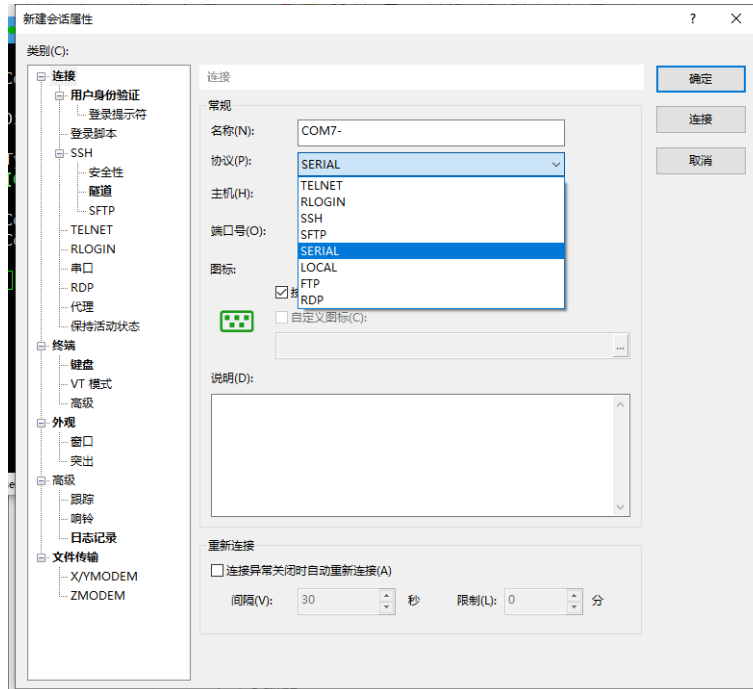 新建会话属性
?
×
类别(C):
连接
用户身份验证
登录提示符
登录脚本
SSH
安全性
隧道
SFTP
TELNET
RLOGIN
串口
RDP
代理
保持活动状态
终端
键盘
VT 模式
高级
外观
窗口
突出
高级
跟踪
响铃
日志记录
文件传输
X/YMODEM
ZMODEM
连接
常规
名称(N): COM7-
协议(P): SERIAL
TELNET
RLOGIN
SSH
SFTP
SERIAL
LOCAL
FTP
RDP
主机(H):
端口号(O):
图标:
自定义图标(C):
...
说明(D):
重新连接
连接异常关闭时自动重新连接(A)
间隔(V): 30 秒 限制(L): 0 分
确定
连接
取消